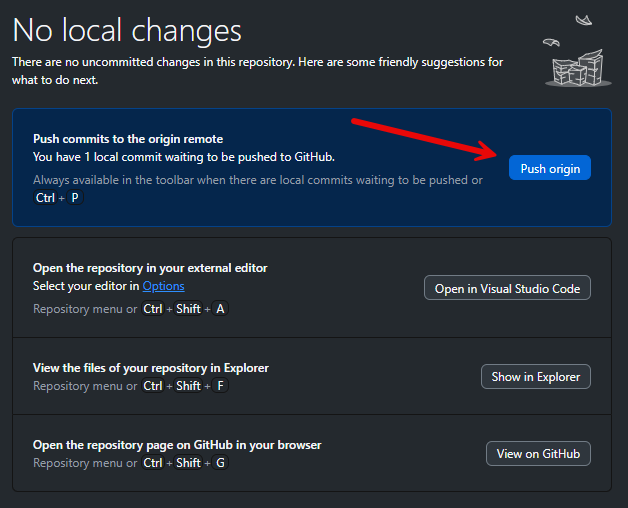 No local changes
There are no uncommitted changes in this repository. Here are some friendly suggestions for
what to do next.
Push commits to the origin remote
You have 1 local commit waiting to be pushed to GitHub.
Always available in the toolbar when there are local commits waiting to be pushed or
Ctrl + P
Push origin
Open the repository in your external editor
Select your editor in Options
Repository menu or Ctrl + Shift + A
Open in Visual Studio Code
View the files of your repository in Explorer
Repository menu or Ctrl + Shift + F
Show in Explorer
Open the repository page on GitHub in your browser
Repository menu or Ctrl + Shift + G
View on GitHub